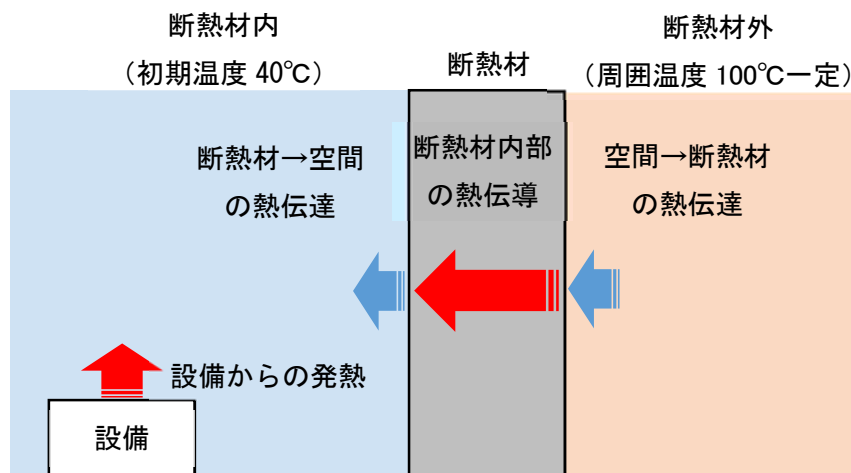 断熱材内
（初期温度 40℃）
断熱材
断熱材外
（周囲温度 100℃一定）
断熱材→空間
の熱伝達
断熱材内部
の熱伝導
空間→断熱材
の熱伝達
設備からの発熱
設備